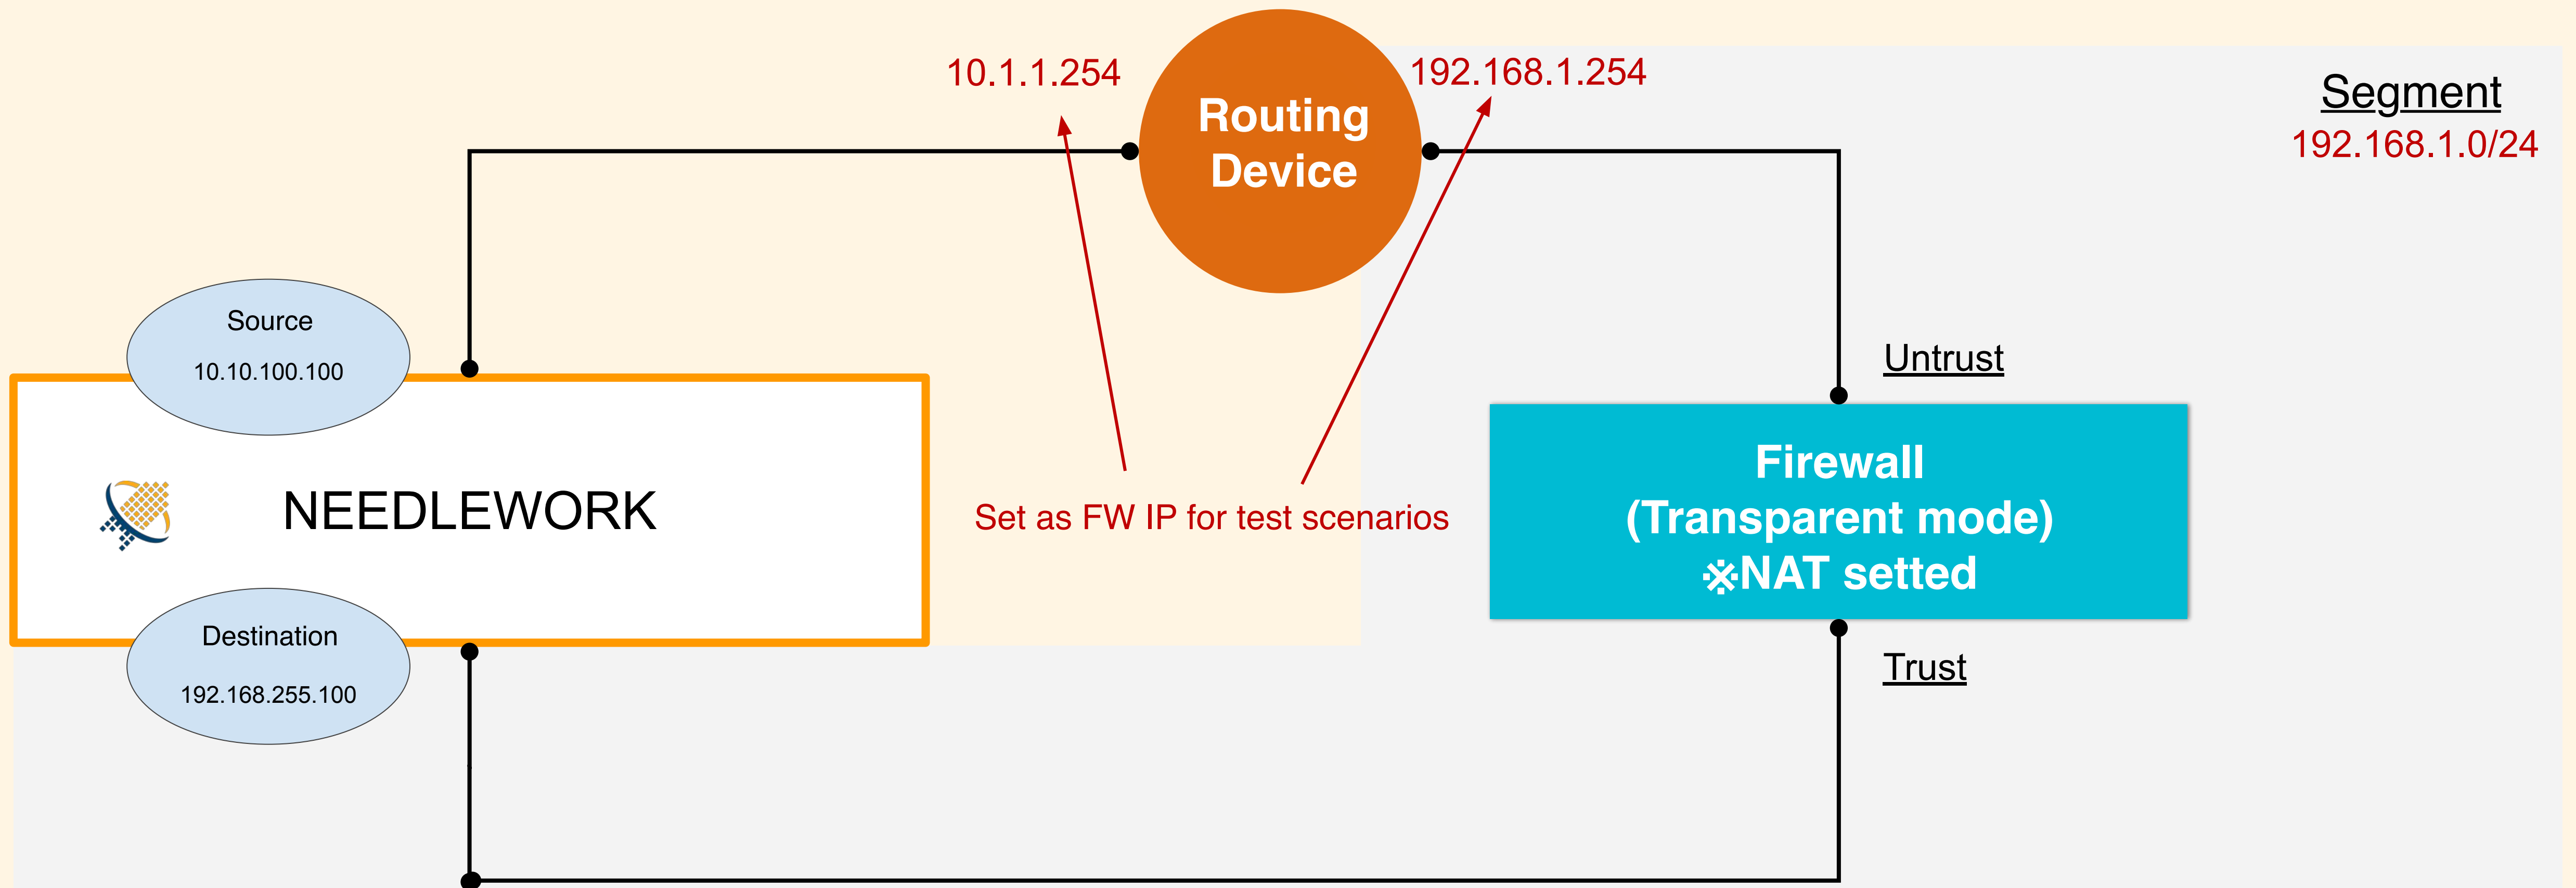 10.1.1.254
Routing
Device
192.168.1.254
Segment
192.168.1.0/24
Source
10.10.100.100
Untrust
NEEDLEWORK
Set as FW IP for test scenarios
Firewall
(Transparent mode)
※NAT setted
Destination
192.168.255.100
Trust